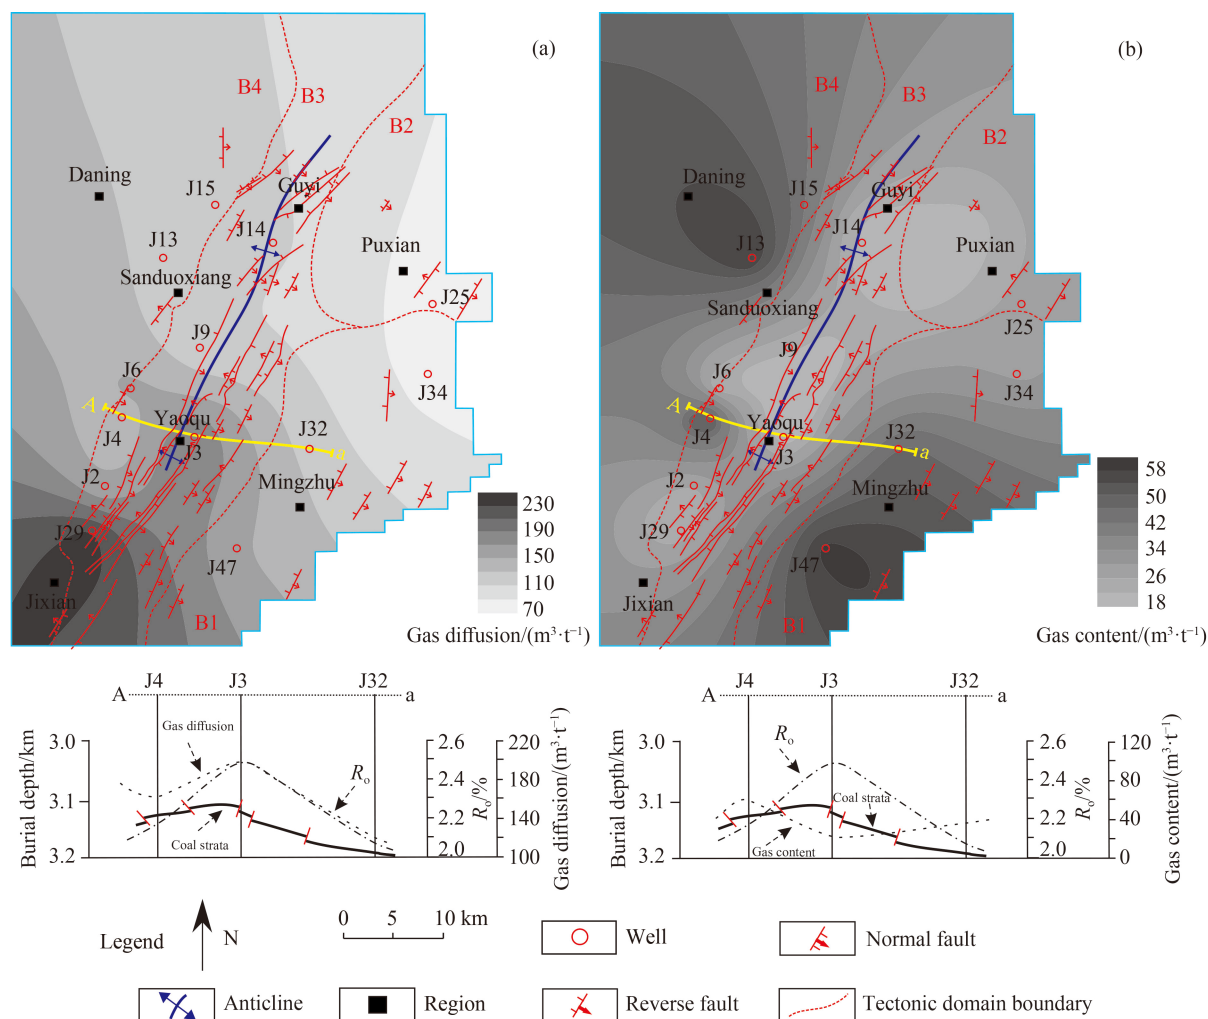 (a)
B4
B3
B2
Daning
J15
Guyi
J14
J13
Puxian
Sanduoxiang
J25
J9
J6
J34
A
Yaoqu
J4
J3
J32
a
J2
Mingzhu
J29
J47
Jixian
B1
230
190
150
110
70
Gas diffusion/(m³·t⁻¹)
(b)
B4
B3
B2
Daning
J15
Guyi
J14
J13
Puxian
Sanduoxiang
J25
J9
J6
J34
A
Yaoqu
J4
J3
J32
a
J2
Mingzhu
J29
J47
Jixian
B1
58
50
42
34
26
18
Gas content/(m³·t⁻¹)
A
J4
J3
J32
a
Burial depth/km
3.0
3.1
3.2
Gas diffusion
Rₒ
Coal strata
2.6
2.4
2.2
2.0
Rₒ/%
220
180
140
100
Gas diffusion/(m³·t⁻¹)
A
J4
J3
J32
a
Burial depth/km
3.0
3.1
3.2
Rₒ
Coal strata
Gas content
2.6
2.4
2.2
2.0
Rₒ/%
120
80
40
0
Gas content/(m³·t⁻¹)
Legend
N
0 5 10 km
Well
Normal fault
Anticline
Region
Reverse fault
Tectonic domain boundary